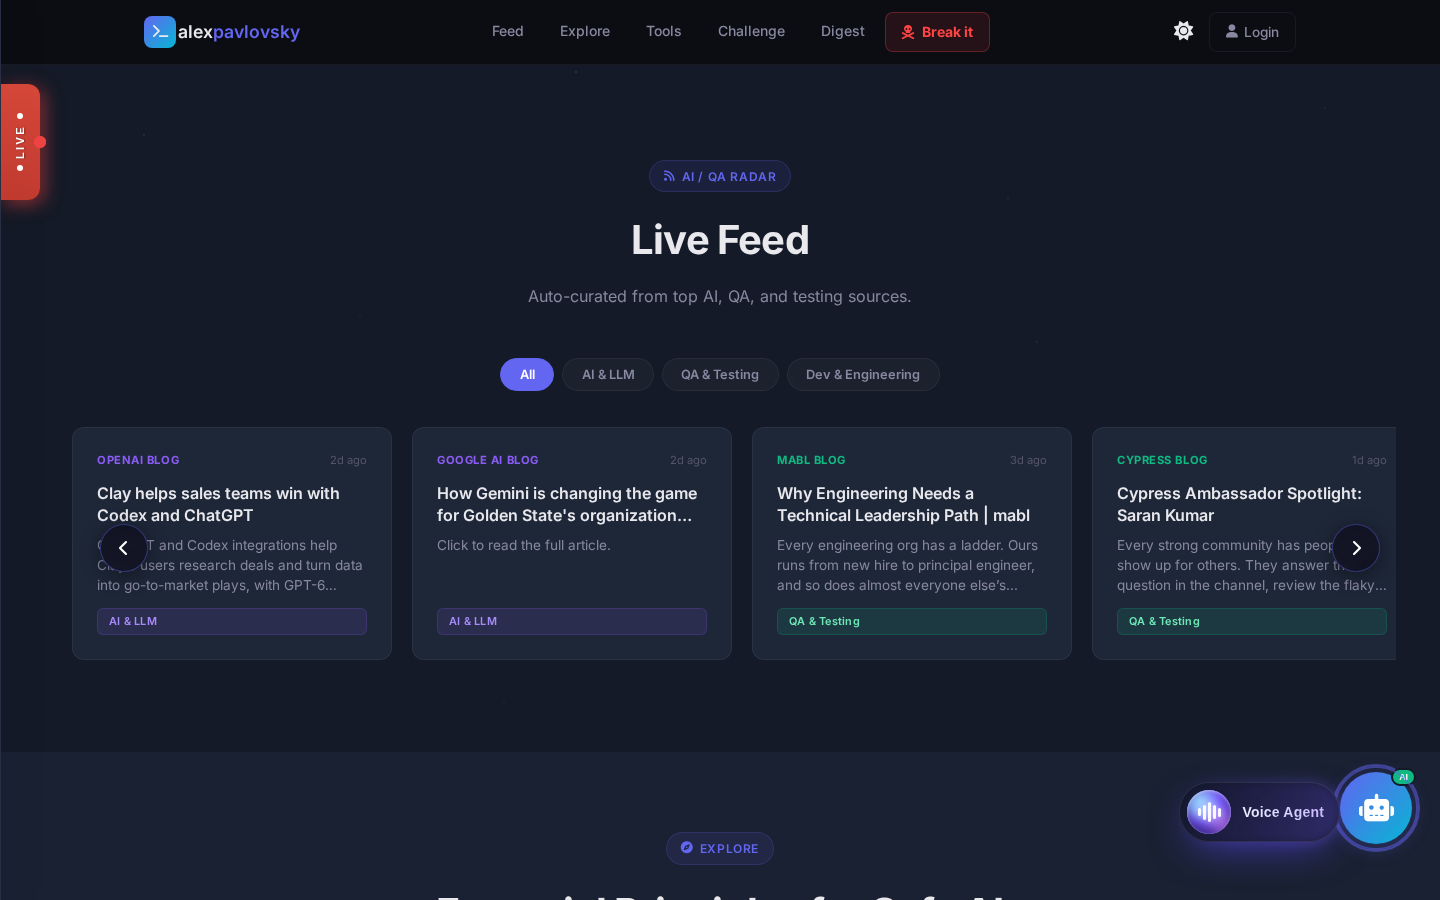 alexpavlovsky
Feed
Explore
Tools
Challenge
Digest
Break it
Login
LIVE
AI / QA RADAR
Live Feed
Auto-curated from top AI, QA, and testing sources.
All
AI & LLM
QA & Testing
Dev & Engineering
OPENAI BLOG
2d ago
Clay helps sales teams win with
Codex and ChatGPT
T and Codex integrations help
users research deals and turn data
into go-to-market plays, with GPT-6...
AI & LLM
GOOGLE AI BLOG
2d ago
How Gemini is changing the game
for Golden State's organization...
Click to read the full article.
AI & LLM
MABL BLOG
3d ago
Why Engineering Needs a
Technical Leadership Path | mabl
Every engineering org has a ladder. Ours
runs from new hire to principal engineer,
and so does almost everyone else's...
QA & Testing
CYPRESS BLOG
1d ago
Cypress Ambassador Spotlight:
Saran Kumar
Every strong community has
show up for others. They answer
question in the channel, review the flaky...
QA & Testing
AI
Voice Agent
EXPLORE